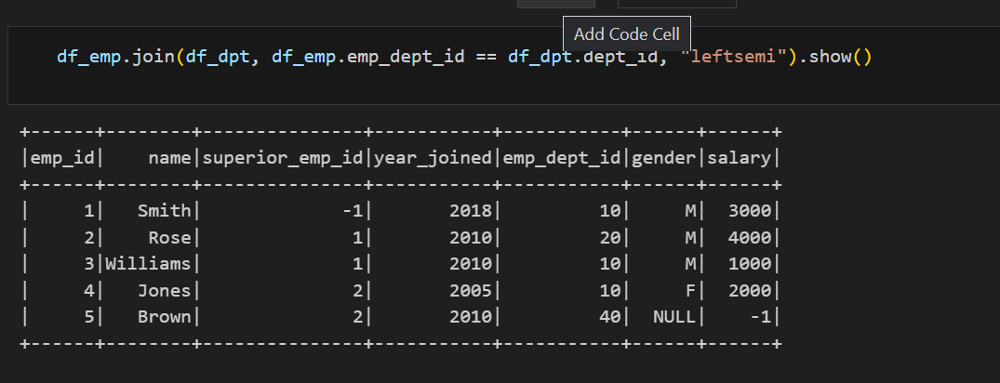 Add Code Cell
df_emp.join(df_dpt, df_emp.emp_dept_id == df_dpt.dept_id, "leftsemi").show()
+------+--------+---------------+-----------+-----------+------+------+
|emp_id|    name|superior_emp_id|year_joined|emp_dept_id|gender|salary|
+------+--------+---------------+-----------+-----------+------+------+
|     1|   Smith|             -1|       2018|         10|     M|  3000|
|     2|    Rose|              1|       2010|         20|     M|  4000|
|     3|Williams|              1|       2010|         10|     M|  1000|
|     4|   Jones|              2|       2005|         10|     F|  2000|
|     5|   Brown|              2|       2010|         40|  NULL|    -1|
+------+--------+---------------+-----------+-----------+------+------+